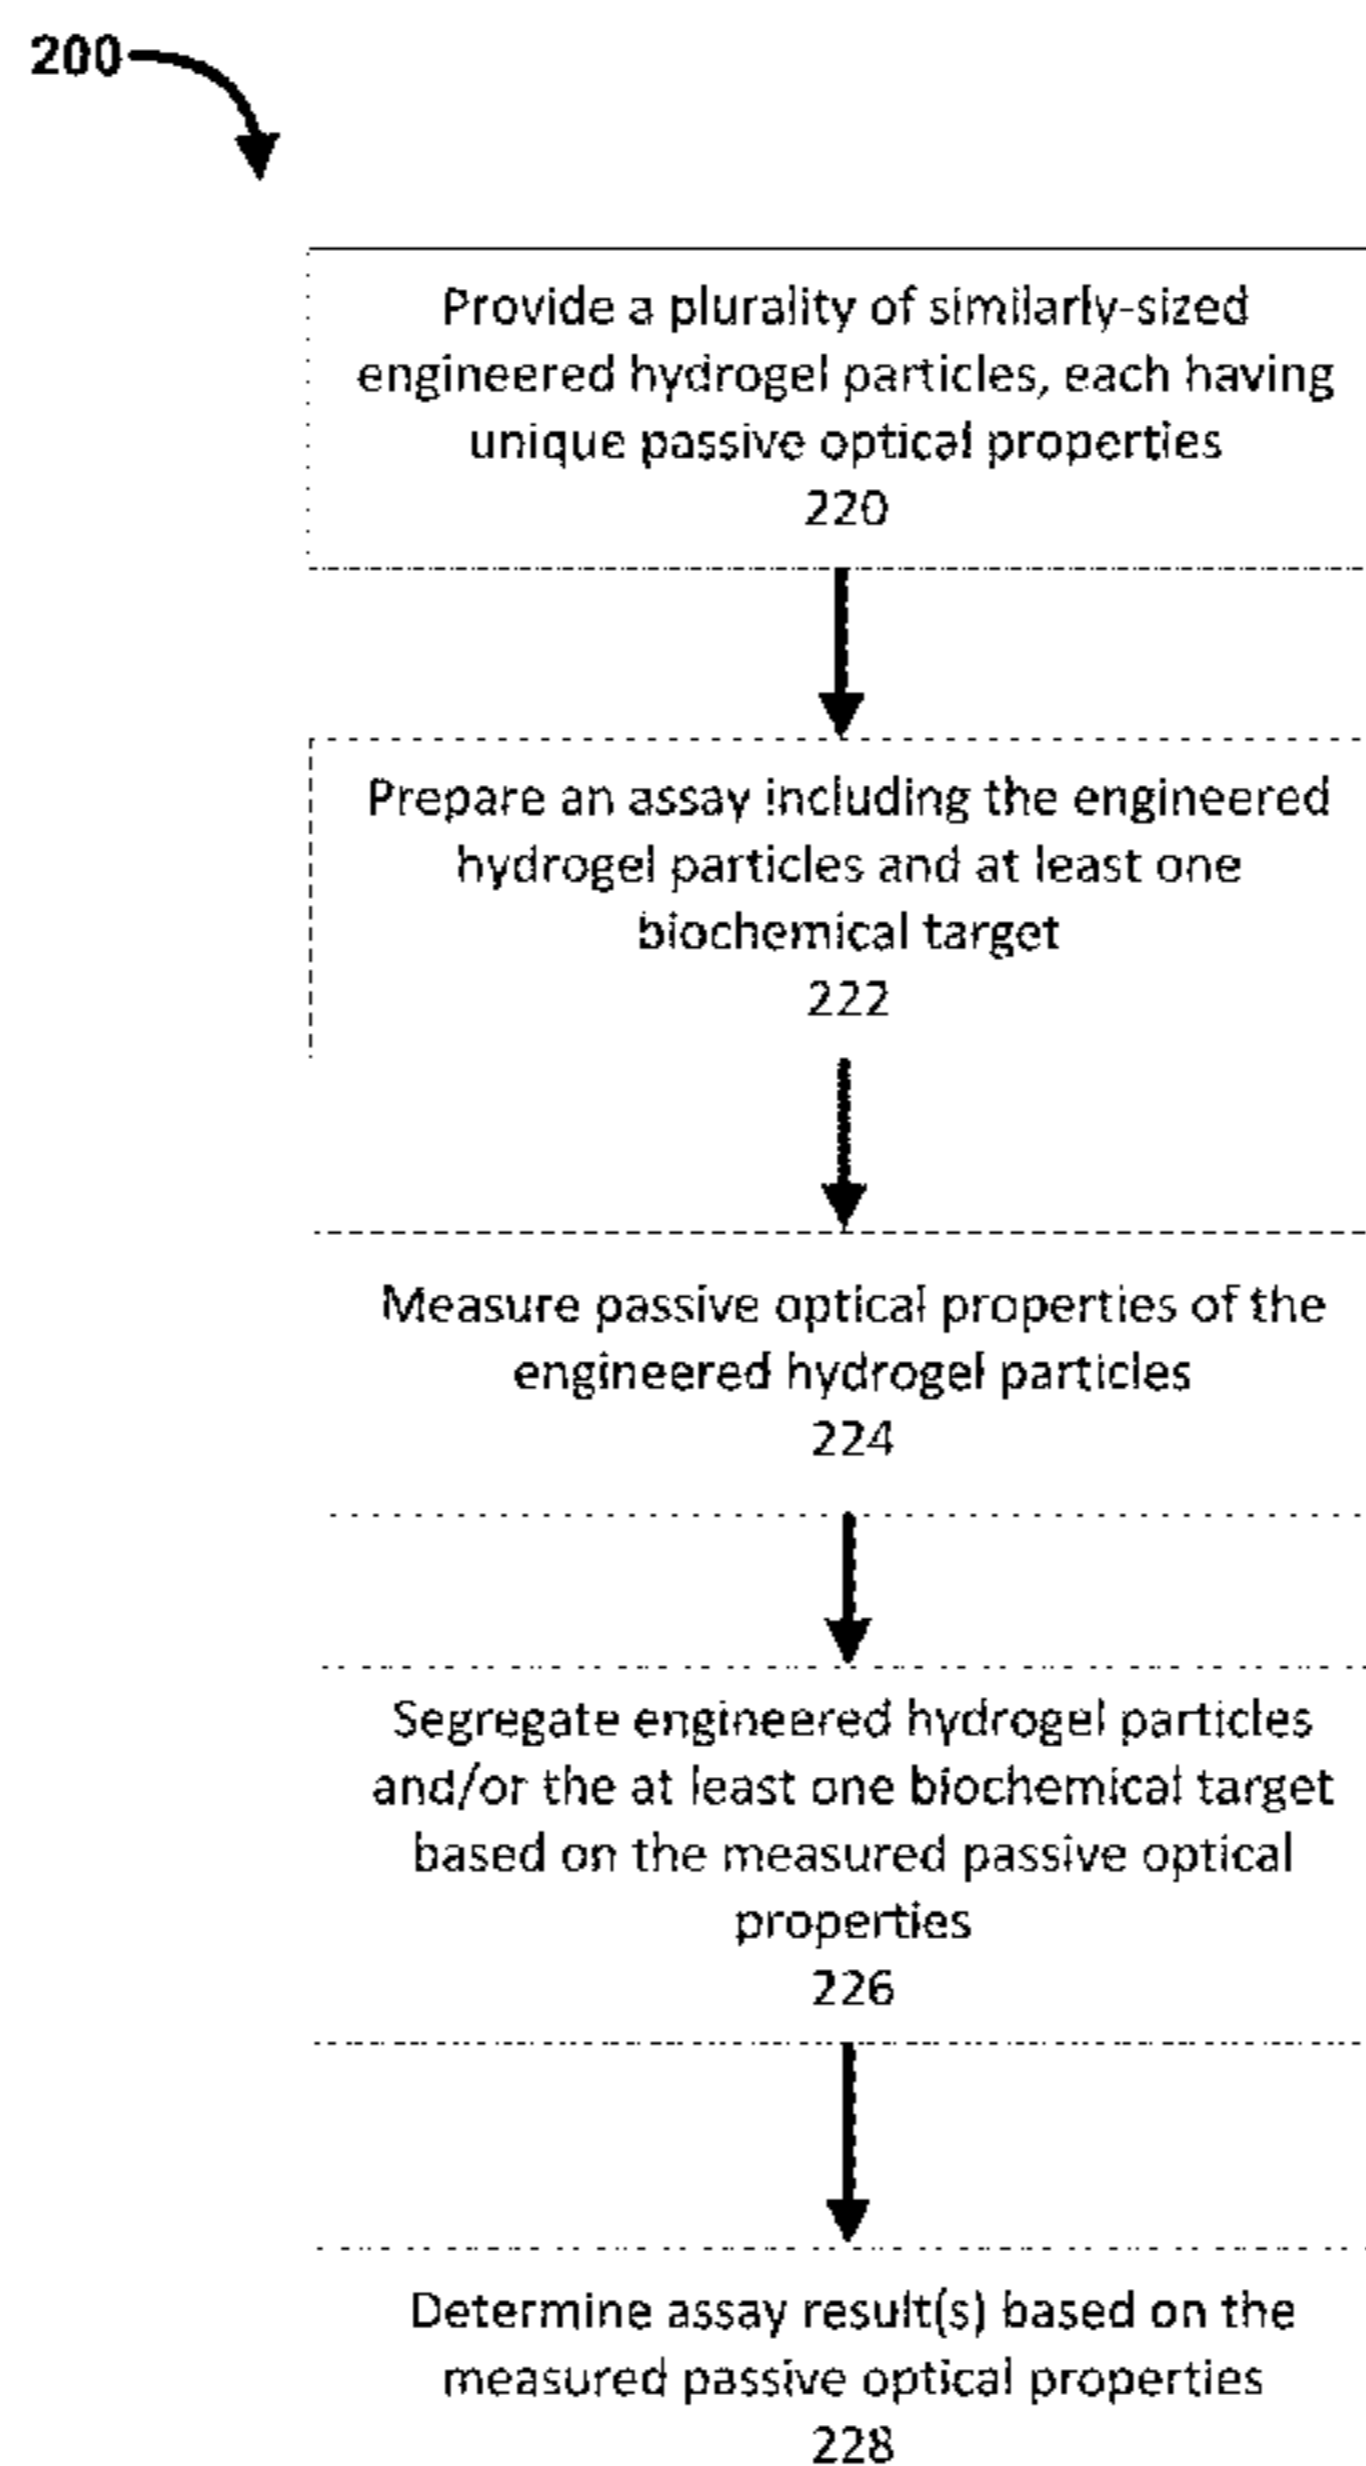 200
Provide a plurality of similarly-sized
engineered hydrogel particles, each having
unique passive optical properties
220
Prepare an assay including the engineered
hydrogel particles and at least one
biochemical target
222
Measure passive optical properties of the
engineered hydrogel particles
224
Segregate engineered hydrogel particles
and/or the at least one biochemical target
based on the measured passive optical
properties
226
Determine assay result(s) based on the
measured passive optical properties
228